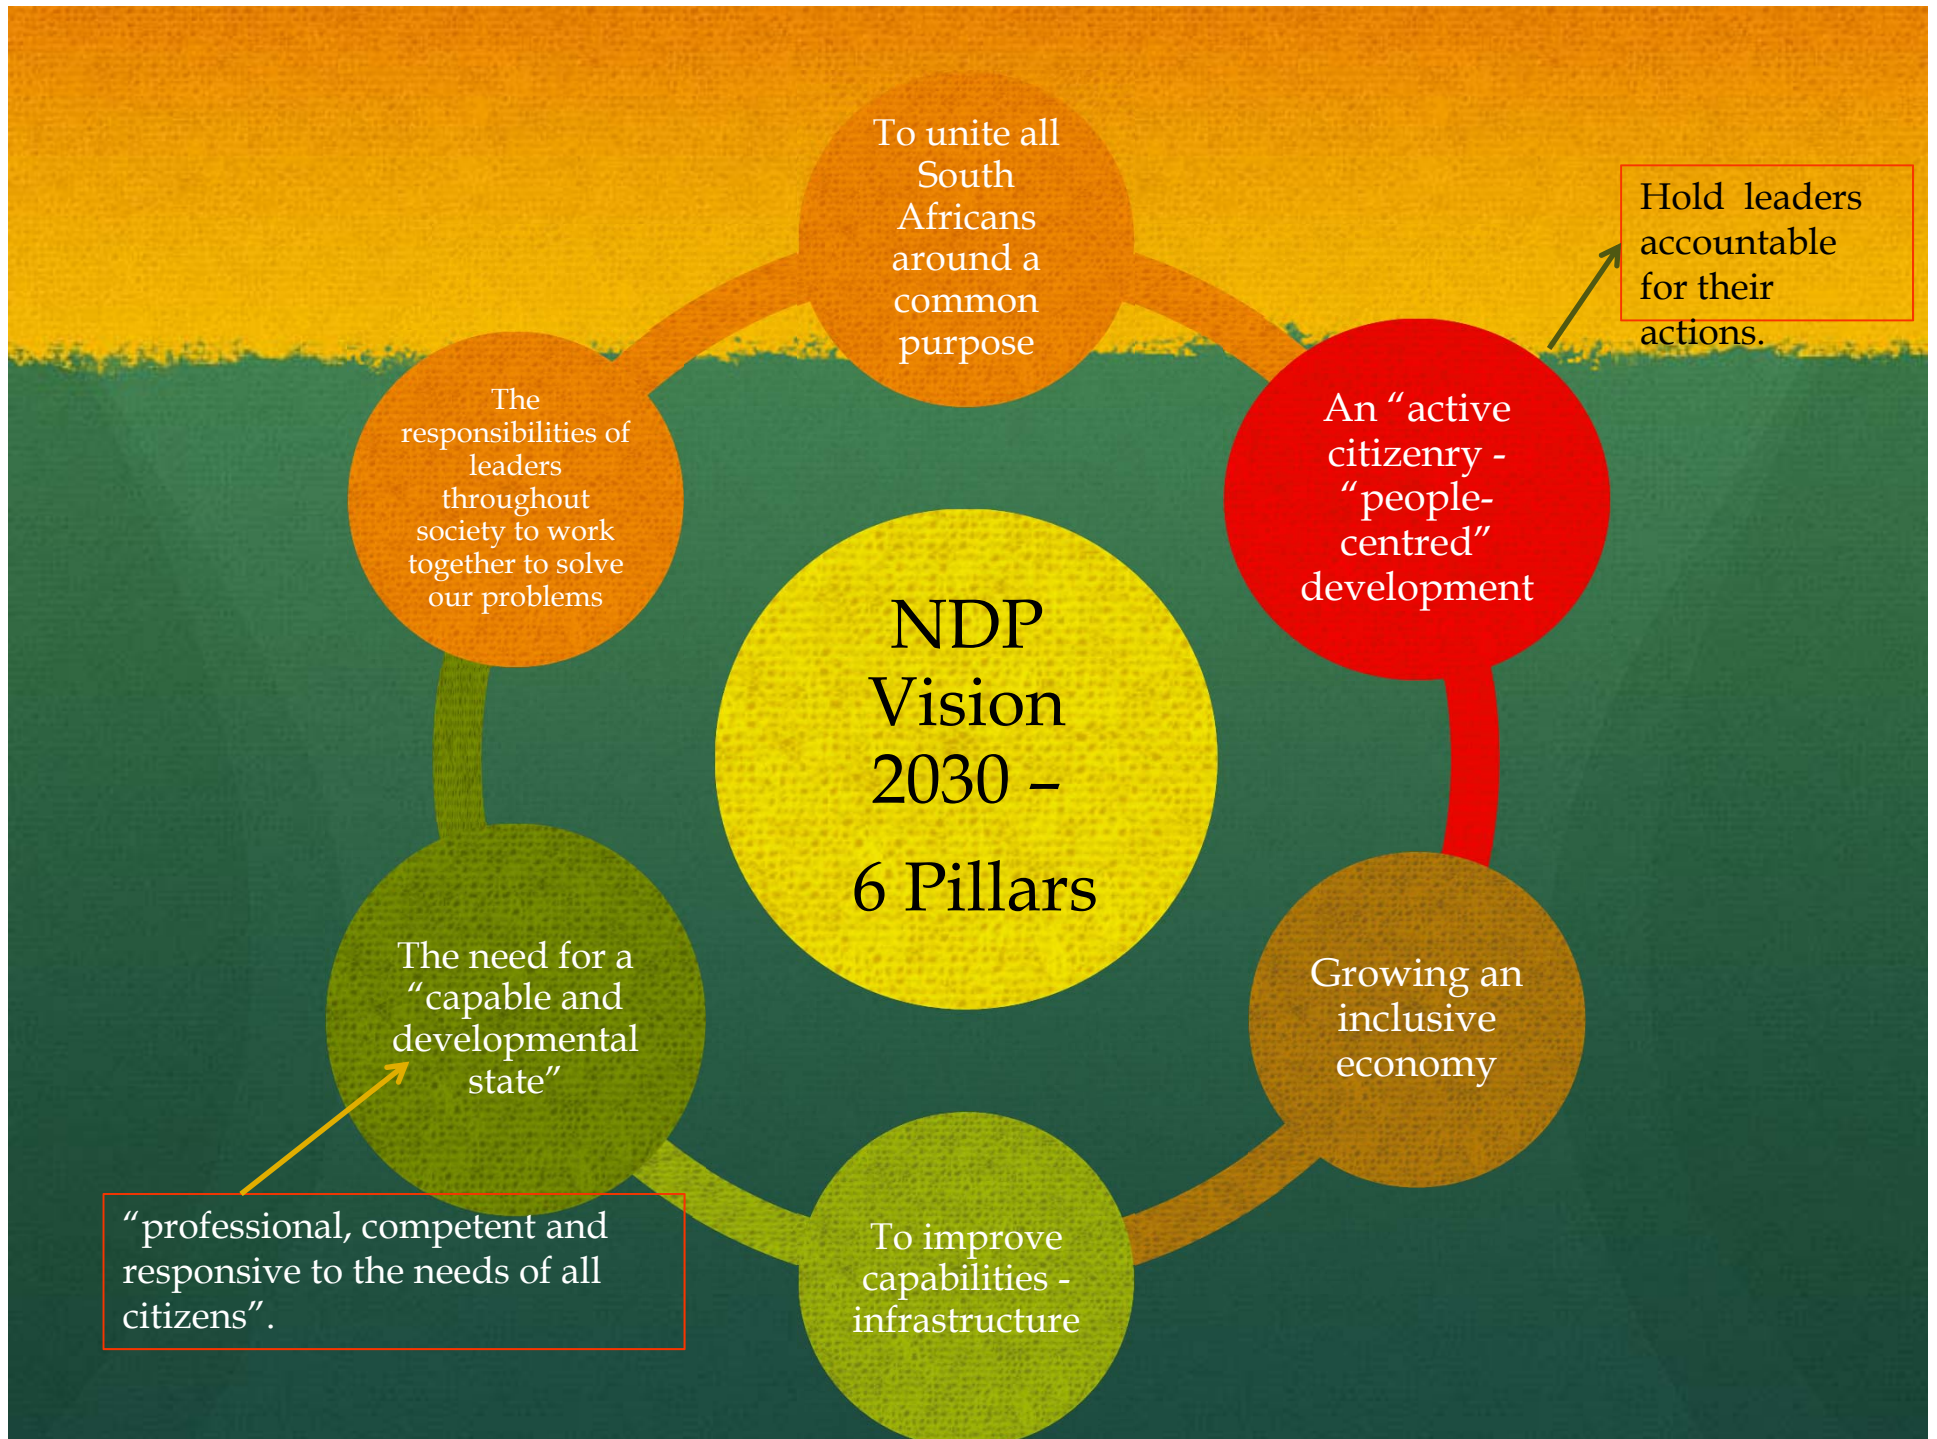 To unite all
South
Africans
around a
common
purpose
Hold leaders
accountable
for their
actions.
An “active
citizenry -
“people-
centred”
development
Growing an
inclusive
economy
To improve
capabilities -
infrastructure
The need for a
“capable and
developmental
state”
“professional, competent and
responsive to the needs of all
citizens”.
The
responsibilities of
leaders
throughout
society to work
together to solve
our problems
NDP
Vision
2030 –
6 Pillars